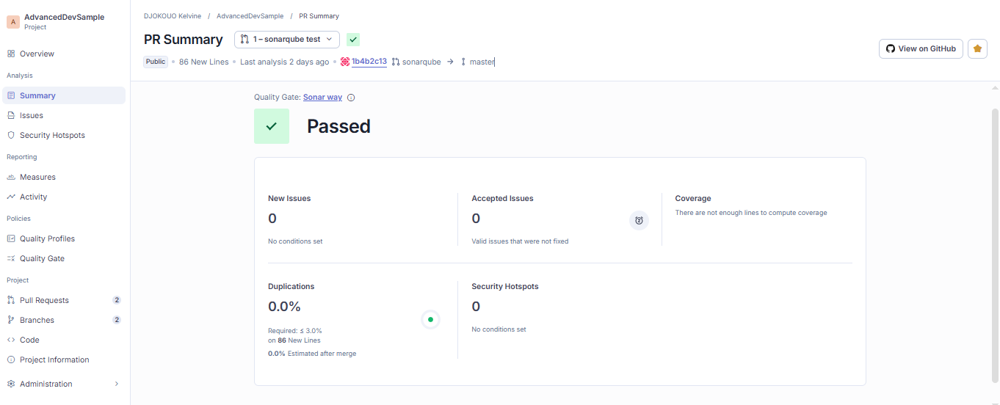 A
AdvancedDevSample
Project
Overview
Analysis
Summary
Issues
Security Hotspots
Reporting
Measures
Activity
Policies
Quality Profiles
Quality Gate
Project
Pull Requests 2
Branches 2
Code
Project Information
Administration
DJOKOUO Kelvine / AdvancedDevSample / PR Summary
PR Summary 1 – sonarqube test
Public 86 New Lines Last analysis 2 days ago 1b4b2c13 sonarqube → master
View on GitHub
Quality Gate: Sonar way
Passed
New Issues
0
No conditions set
Accepted Issues
0
Valid issues that were not fixed
Coverage
There are not enough lines to compute coverage
Duplications
0.0%
Required: ≤ 3.0%
on 86 New Lines
0.0% Estimated after merge
Security Hotspots
0
No conditions set